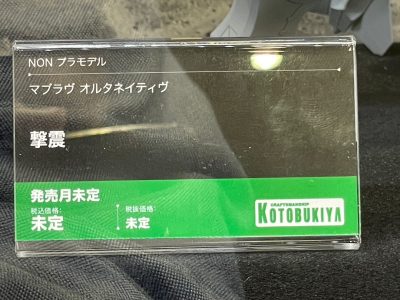 NON プラモデル
マブラヴ オルタネイティヴ
撃震
発売月未定
税込価格:
未定
税抜価格:
未定
CRAFTSMANSHIP
KOTOBUKIYA